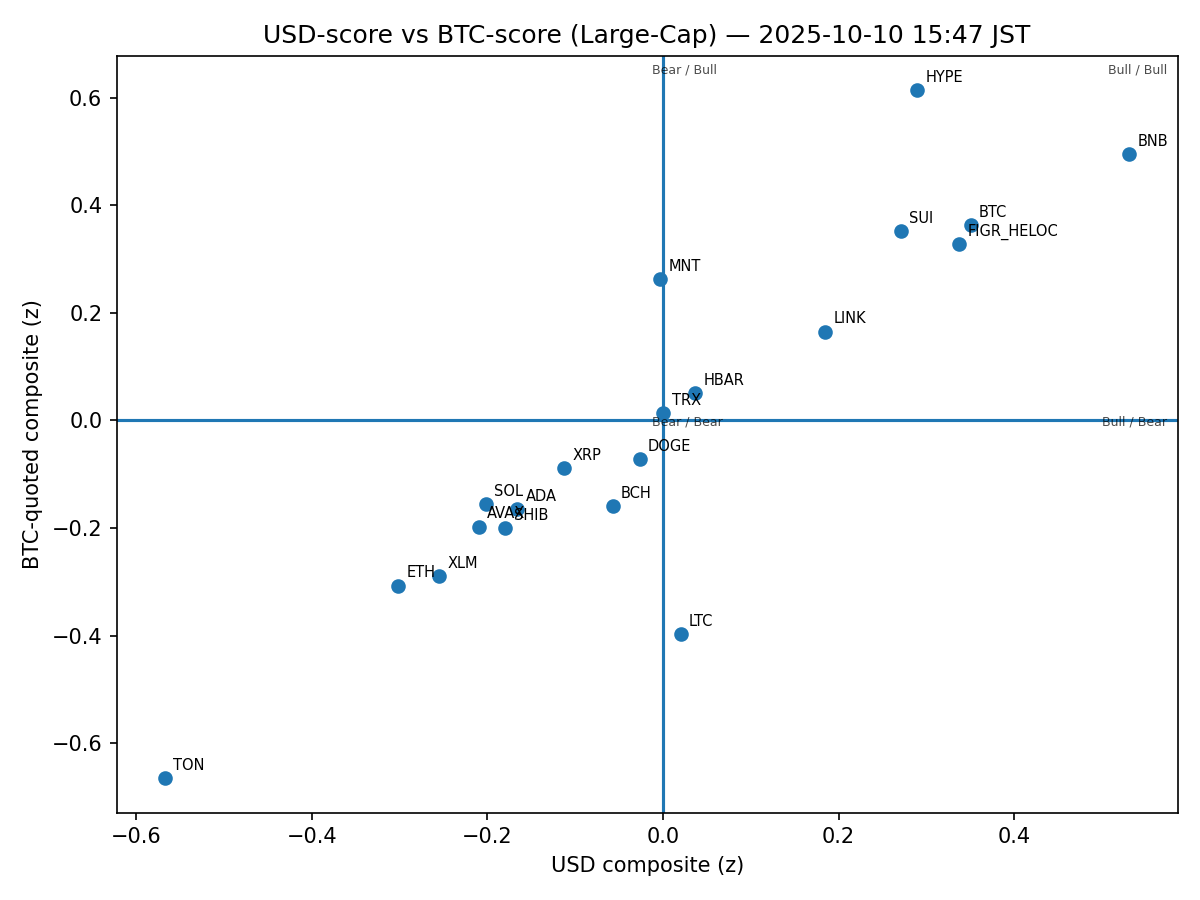 USD-score vs BTC-score (Large-Cap) — 2025-10-10 15:47 JST
Bear / Bull
Bull / Bull
HYPE
BNB
BTC
SUI
FIGR_HELOC
MNT
LINK
HBAR
TRX
Bear / Bear
Bull / Bear
DOGE
XRP
SOL
ADA
BCH
AVAX
SHIB
ETH
XLM
LTC
TON
0.6
0.4
0.2
0.0
−0.2
−0.4
−0.6
BTC-quoted composite (z)
−0.6
−0.4
−0.2
0.0
0.2
0.4
USD composite (z)